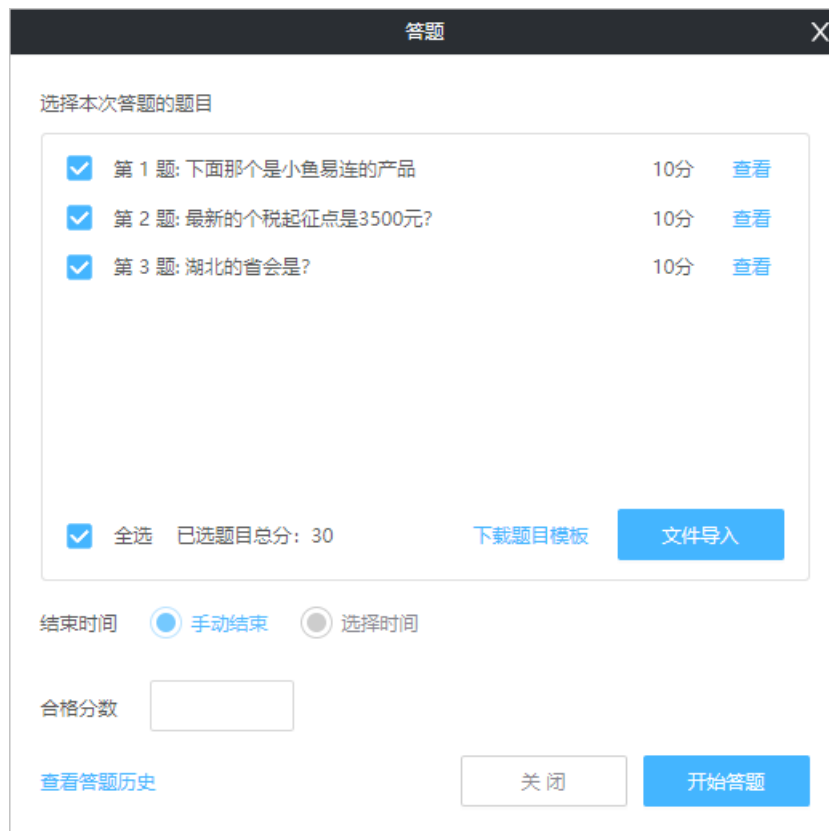 答题
选择本次答题的题目
第 1 题: 下面那个是小鱼易连的产品 10分 查看
第 2 题: 最新的个税起征点是3500元? 10分 查看
第 3 题: 湖北的省会是? 10分 查看
全选 已选题目总分: 30 下载题目模板 文件导入
结束时间 手动结束 选择时间
合格分数
查看答题历史 关 闭 开始答题